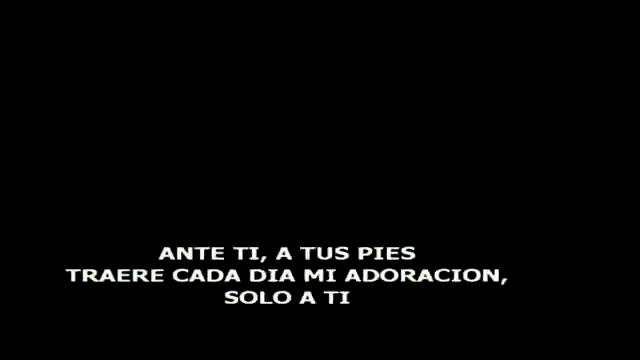 ANTE TI, A TUS PIES
TRAERE CADA DIA MI ADORACION,
SOLO A TI